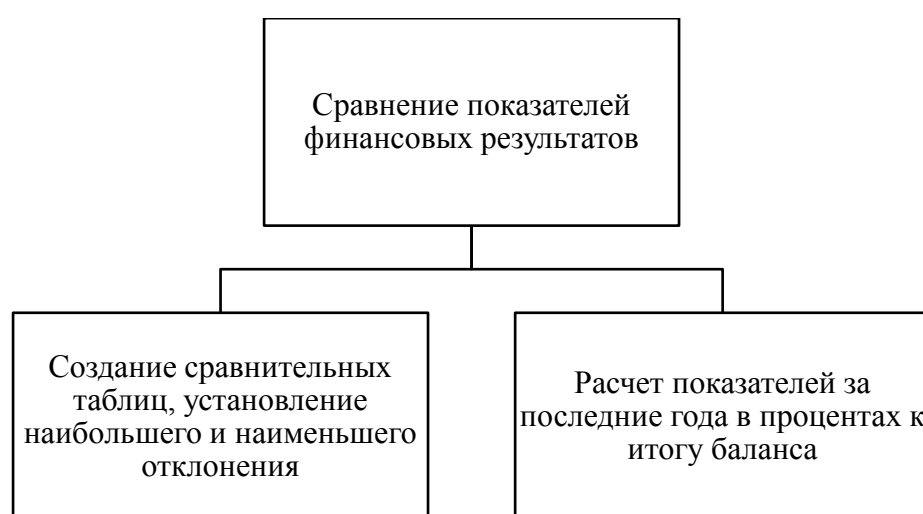 Сравнение показателей
финансовых результатов
Создание сравнительных
таблиц, установление
наибольшего и наименьшего
отклонения
Расчет показателей за
последние года в процентах к
итогу баланса